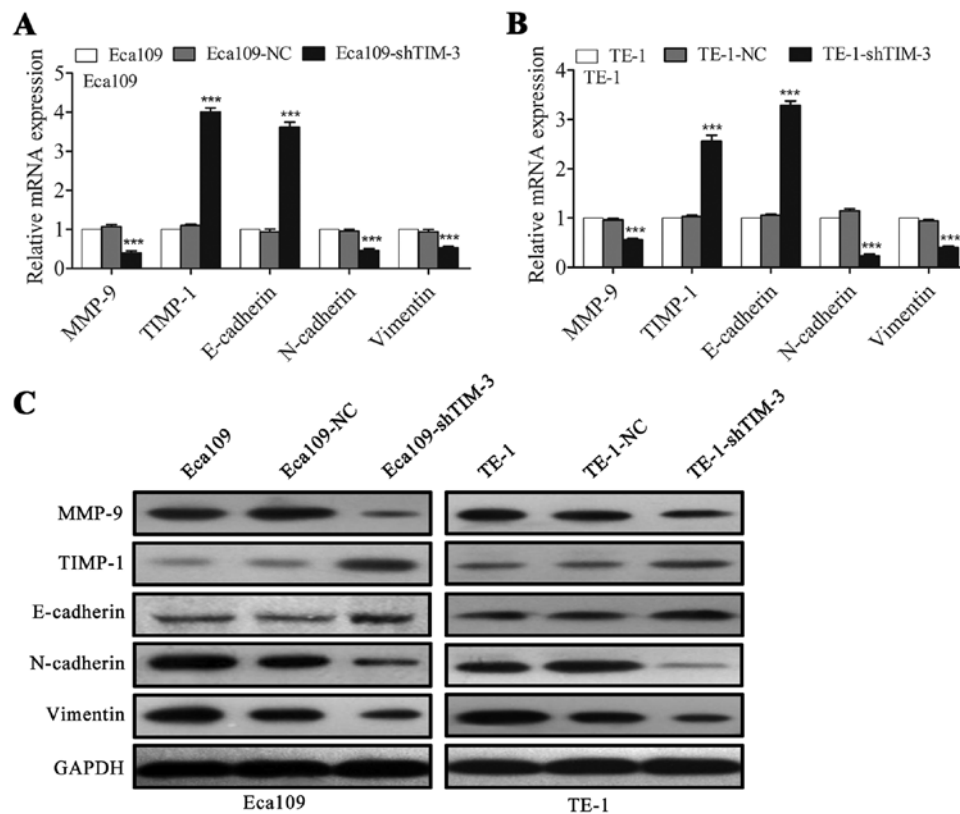 A
Eca109 Eca109-NC Eca109-shTIM-3
Eca109
Relative mRNA expression
5
4
3
2
1
0
*** *** *** *** ***
MMP-9 TIMP-1 E-cadherin N-cadherin Vimentin
B
TE-1 TE-1-NC TE-1-shTIM-3
TE-1
Relative mRNA expression
4
3
2
1
0
*** *** *** *** ***
MMP-9 TIMP-1 E-cadherin N-cadherin Vimentin
C
Eca109 Eca109-NC Eca109-shTIM-3 TE-1 TE-1-NC TE-1-shTIM-3
MMP-9
TIMP-1
E-cadherin
N-cadherin
Vimentin
GAPDH
Eca109 TE-1